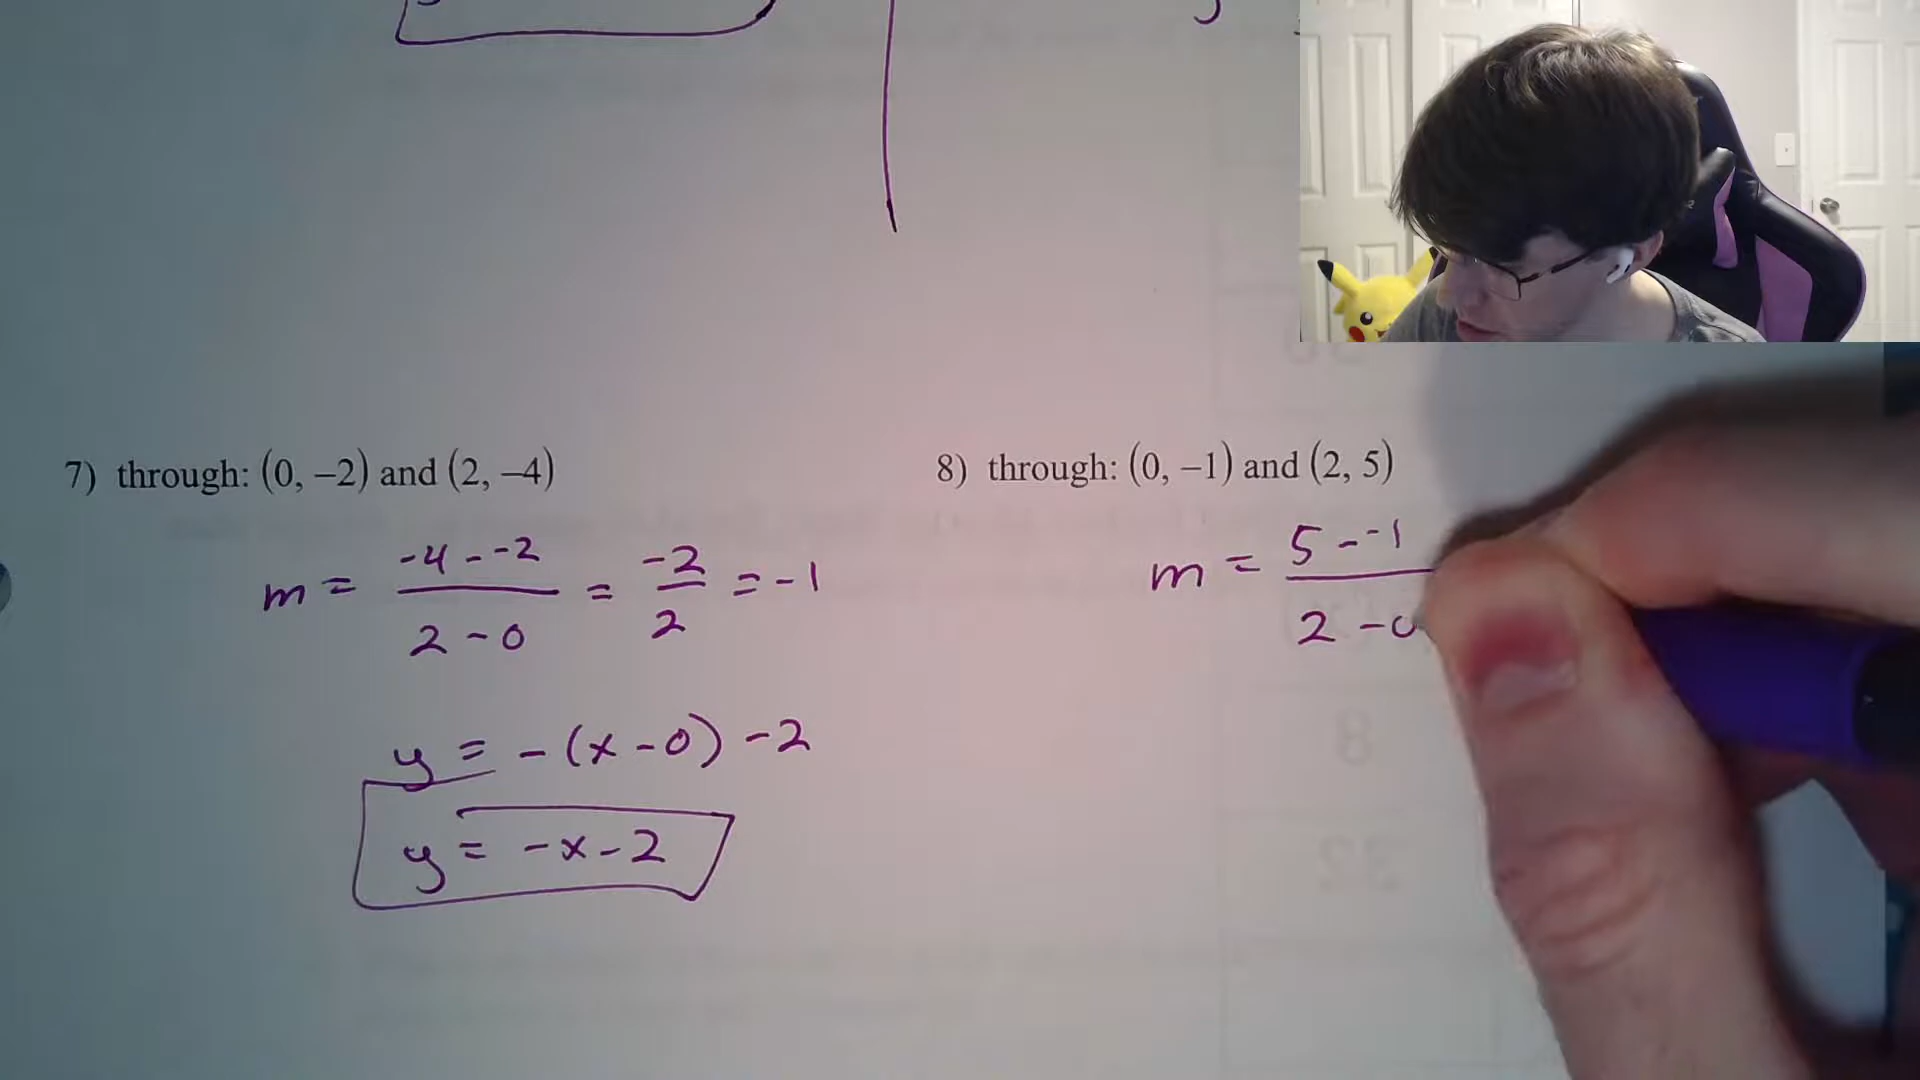 7) through: (0, –2) and (2, –4)
m = -4 - -2 / 2 - 0 = -2 / 2 = -1
y = -(x - 0) - 2
y = -x - 2
8) through: (0, –1) and (2, 5)
m = 5 - -1 / 2 - 0